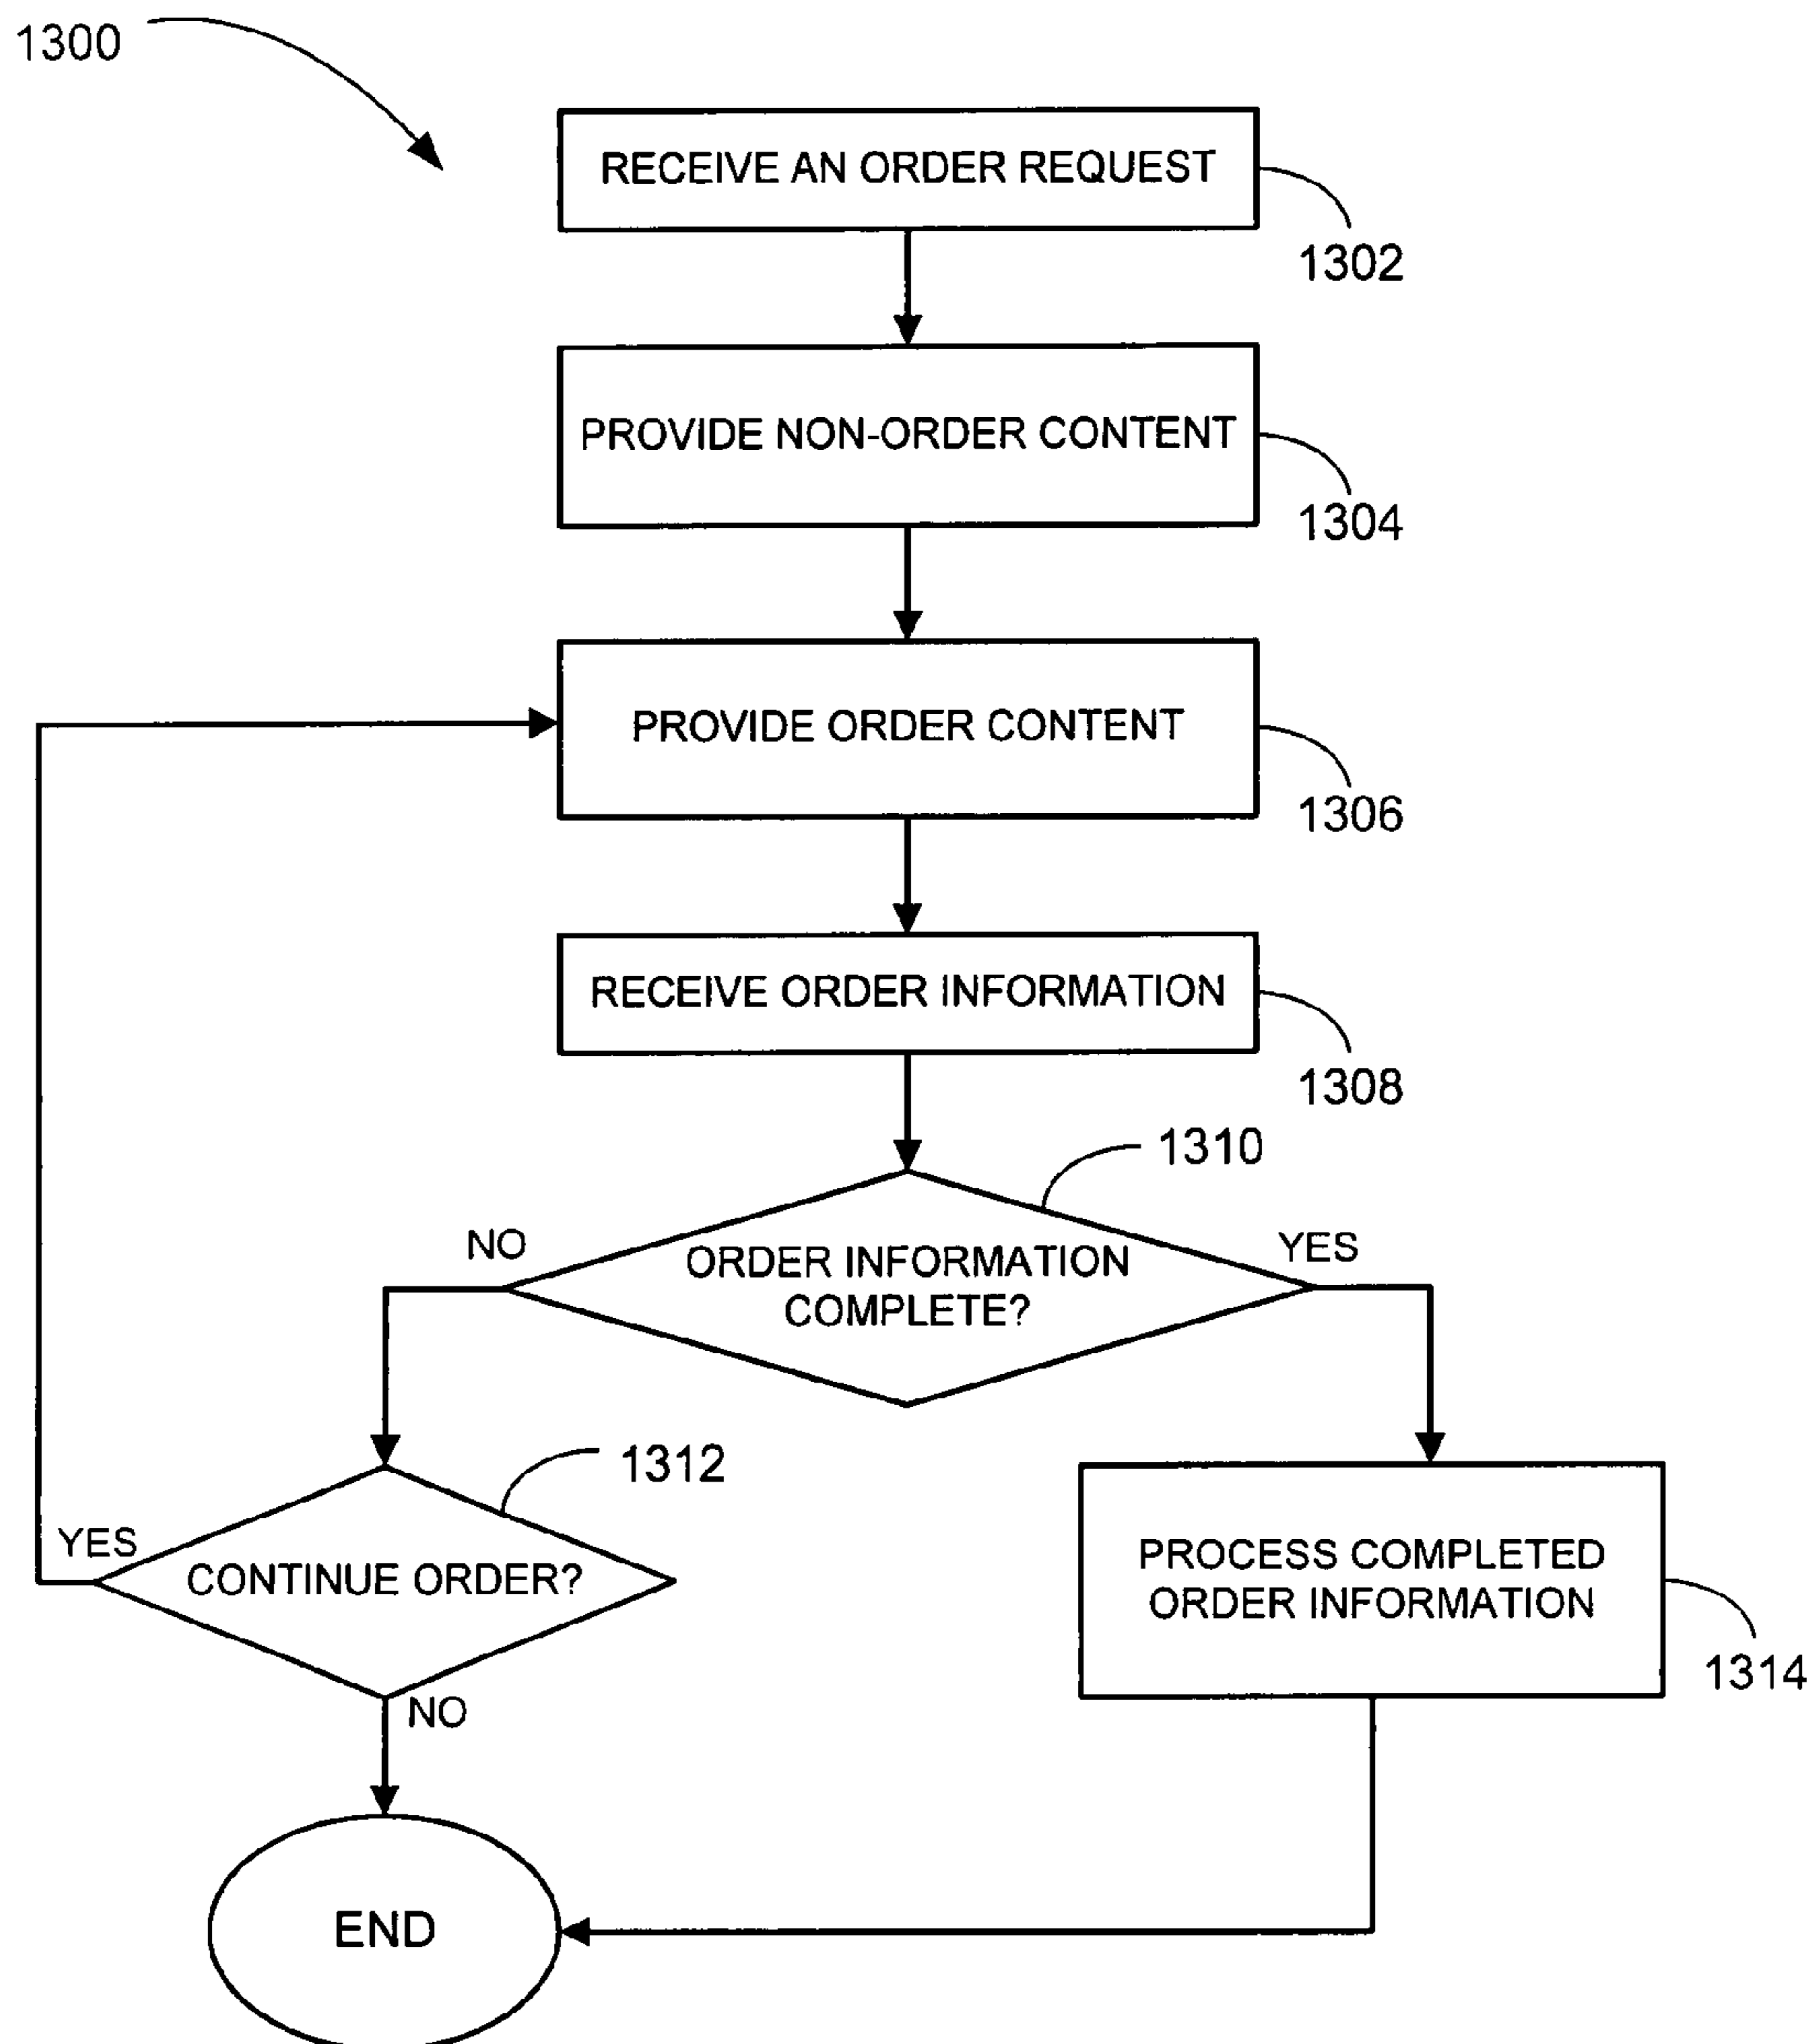 1300
RECEIVE AN ORDER REQUEST
1302
PROVIDE NON-ORDER CONTENT
1304
PROVIDE ORDER CONTENT
1306
RECEIVE ORDER INFORMATION
1308
1310
NO
ORDER INFORMATION
COMPLETE?
YES
1312
YES
CONTINUE ORDER?
NO
PROCESS COMPLETED
ORDER INFORMATION
1314
END